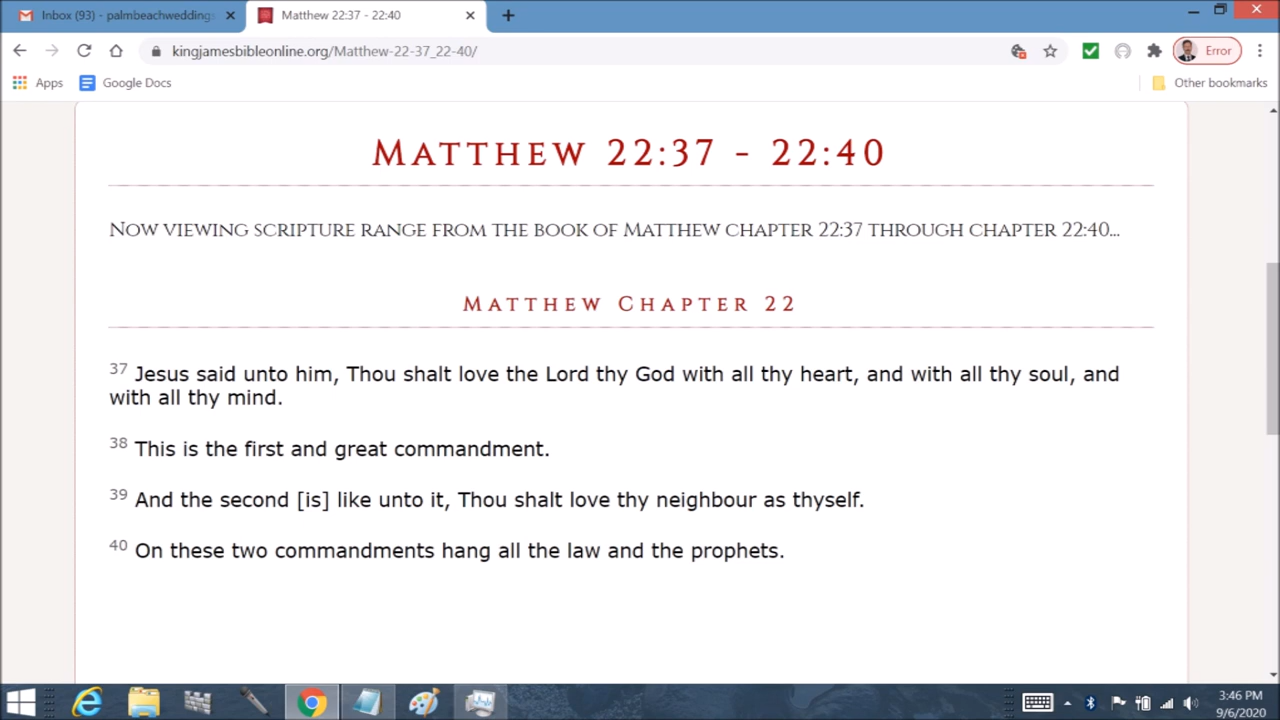 Inbox (93) - palmbeachwedding
Matthew 22:37 - 22:40
kingjamesbibleonline.org/Matthew-22-37_22-40/
Error
Apps
Google Docs
Other bookmarks
Matthew 22:37 - 22:40
Now viewing scripture range from the book of Matthew chapter 22:37 through chapter 22:40...
Matthew Chapter 22
37 Jesus said unto him, Thou shalt love the Lord thy God with all thy heart, and with all thy soul, and
with all thy mind.
38 This is the first and great commandment.
39 And the second [is] like unto it, Thou shalt love thy neighbour as thyself.
40 On these two commandments hang all the law and the prophets.
3:46 PM
9/6/2020